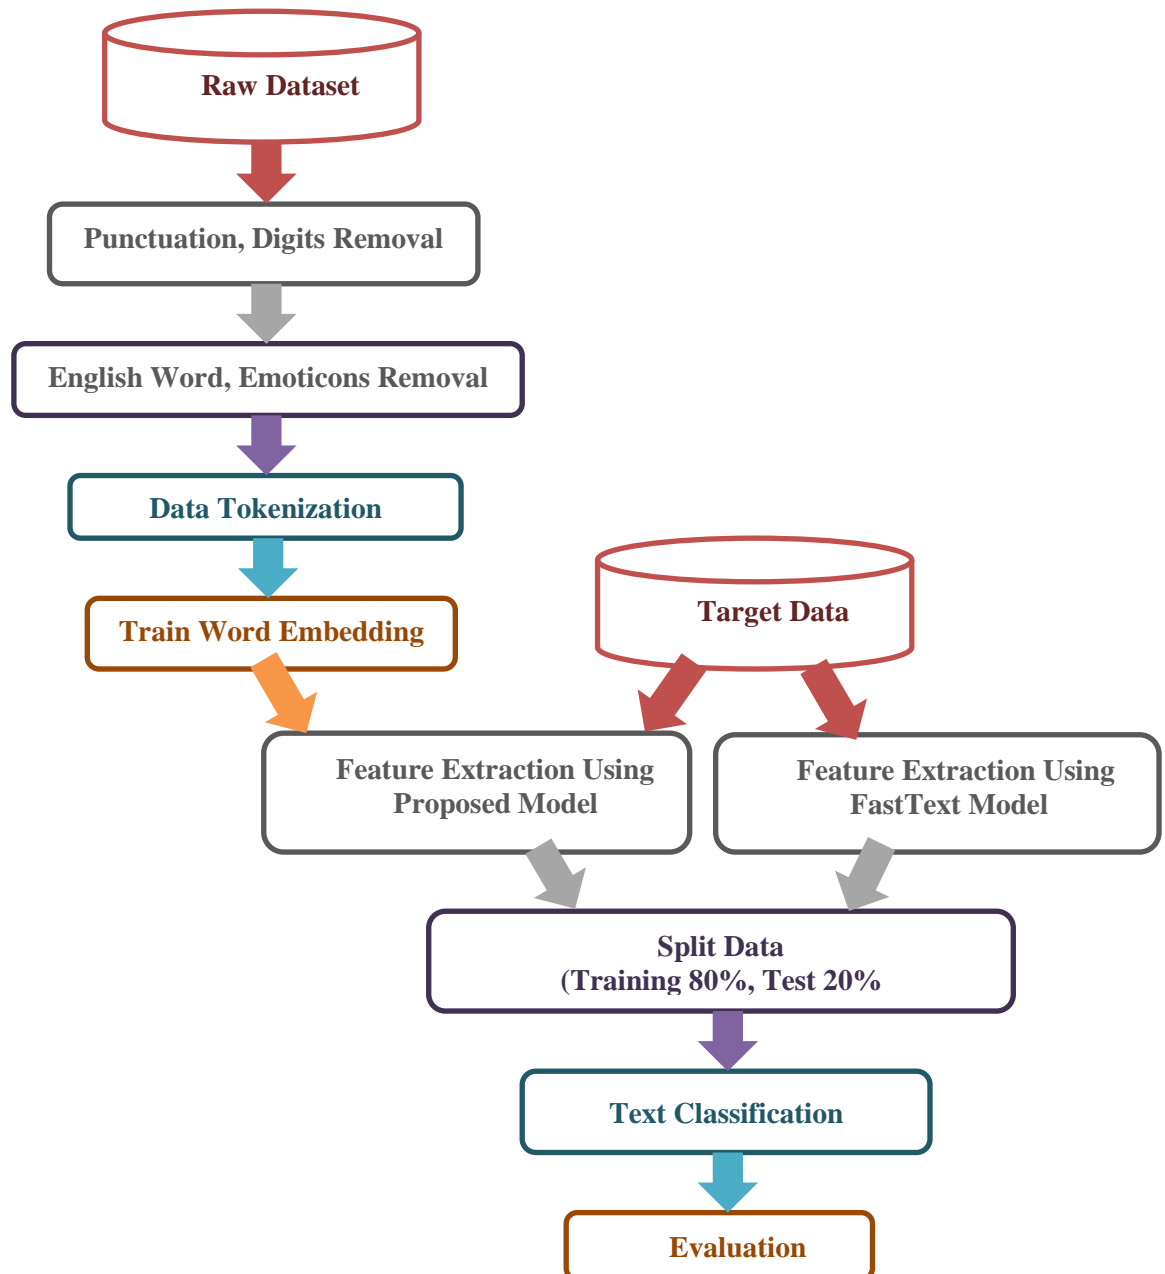 Raw Dataset
Punctuation, Digits Removal
English Word, Emoticons Removal
Data Tokenization
Train Word Embedding
Target Data
Feature Extraction Using
Proposed Model
Feature Extraction Using
FastText Model
Split Data
(Training 80%, Test 20%
Text Classification
Evaluation